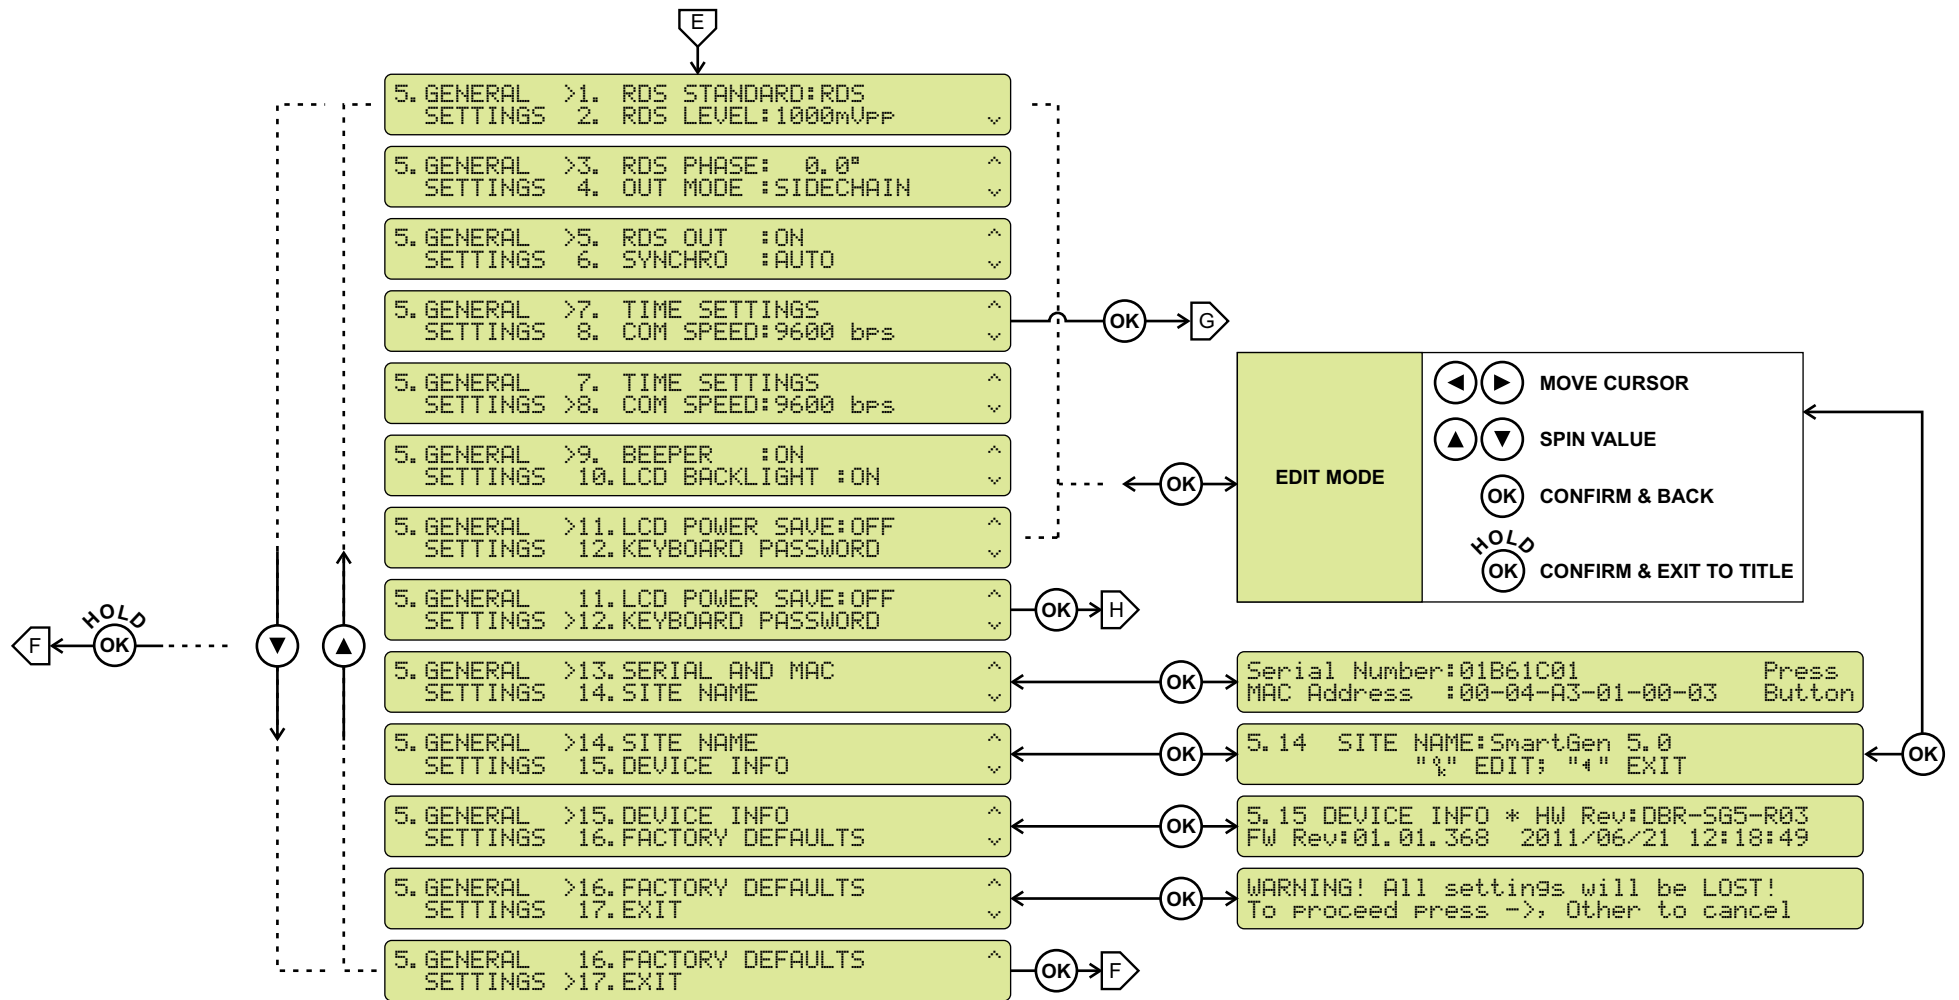 E
5.GENERAL >1. RDS STANDARD:RDS
SETTINGS 2. RDS LEVEL:1000mVpp
5.GENERAL >3. RDS PHASE: 0.0°
SETTINGS 4. OUT MODE :SIDECHAIN
5.GENERAL >5. RDS OUT :ON
SETTINGS 6. SYNCHRO :AUTO
5.GENERAL >7. TIME SETTINGS
SETTINGS 8. COM SPEED:9600 bps
OK
G
5.GENERAL 7. TIME SETTINGS
SETTINGS >8. COM SPEED:9600 bps
5.GENERAL >9. BEEPER :ON
SETTINGS 10.LCD BACKLIGHT :ON
OK
EDIT MODE
MOVE CURSOR
SPIN VALUE
OK CONFIRM & BACK
HOLD
OK CONFIRM & EXIT TO TITLE
5.GENERAL >11.LCD POWER SAVE:OFF
SETTINGS 12.KEYBOARD PASSWORD
5.GENERAL 11.LCD POWER SAVE:OFF
SETTINGS >12.KEYBOARD PASSWORD
OK
H
HOLD
F
OK
5.GENERAL >13.SERIAL AND MAC
SETTINGS 14.SITE NAME
OK
Serial Number:01B61C01 Press
MAC Address :00-04-A3-01-00-03 Button
5.GENERAL >14.SITE NAME
SETTINGS 15.DEVICE INFO
OK
5.14 SITE NAME:SmartGen 5.0
"" EDIT; "" EXIT
OK
5.GENERAL >15.DEVICE INFO
SETTINGS 16.FACTORY DEFAULTS
OK
5.15 DEVICE INFO * HW Rev:DBR-SG5-R03
FW Rev:01.01.368 2011/06/21 12:18:49
5.GENERAL >16.FACTORY DEFAULTS
SETTINGS 17.EXIT
OK
WARNING! All settings will be LOST!
To proceed press ->, Other to cancel
5.GENERAL 16.FACTORY DEFAULTS
SETTINGS >17.EXIT
OK
F